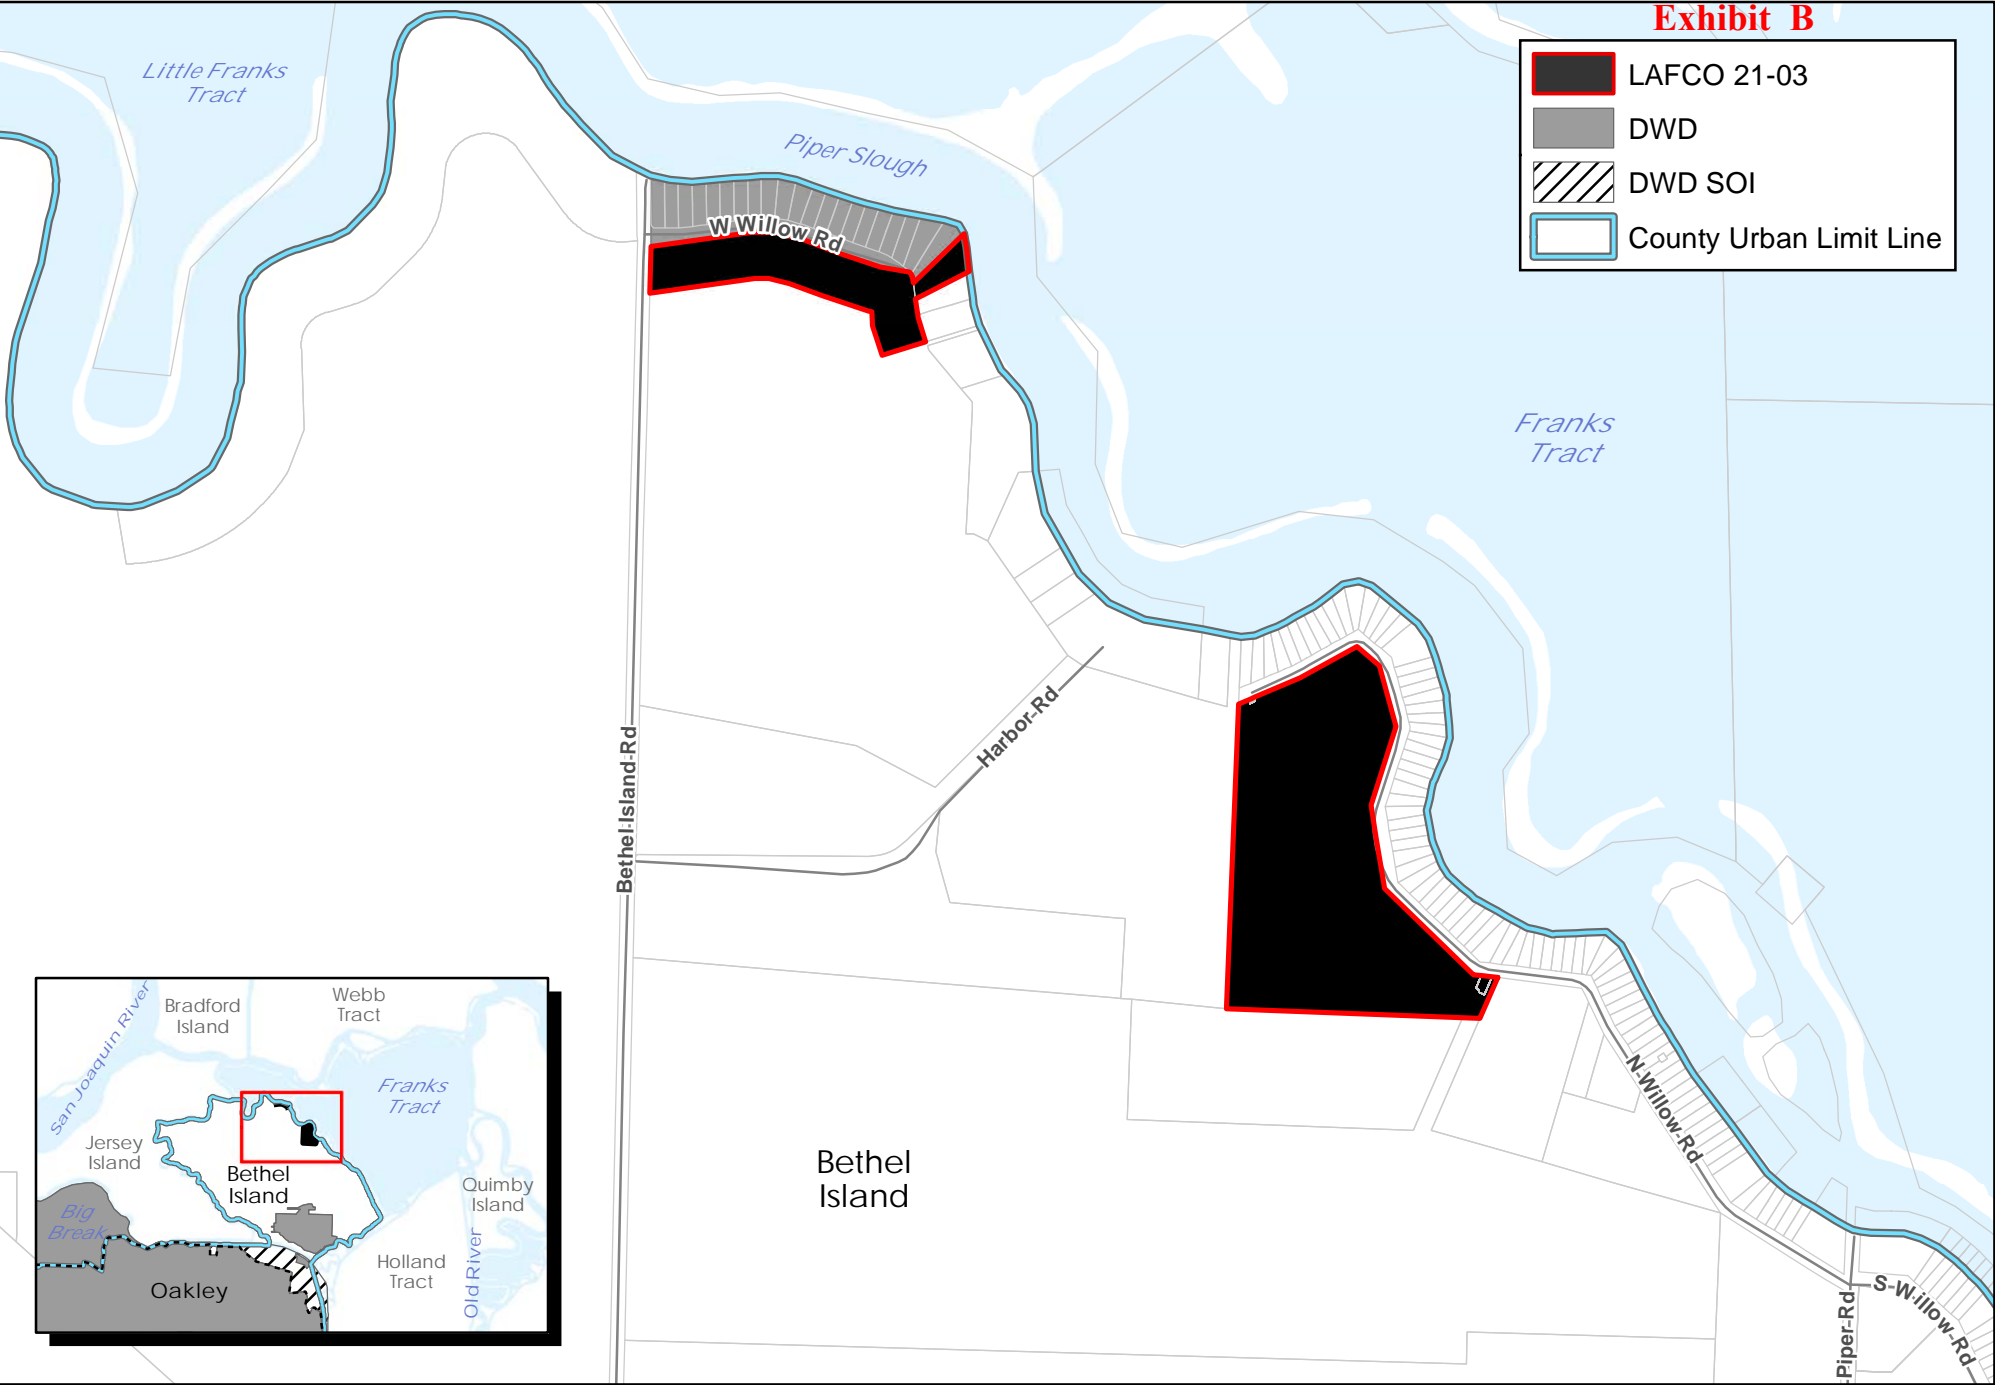 Exhibit B
LAFCO 21-03
DWD
DWD SOI
County Urban Limit Line
Little Franks
Tract
Piper Slough
W Willow Rd
Franks
Tract
Harbor Rd
Bethel Island Rd
Bethel
Island
N Willow Rd
S Willow Rd
Piper Rd
San Joaquin River
Bradford
Island
Webb
Tract
Franks
Tract
Jersey
Island
Bethel
Island
Quimby
Island
Big
Break
Oakley
Holland
Tract
Old River